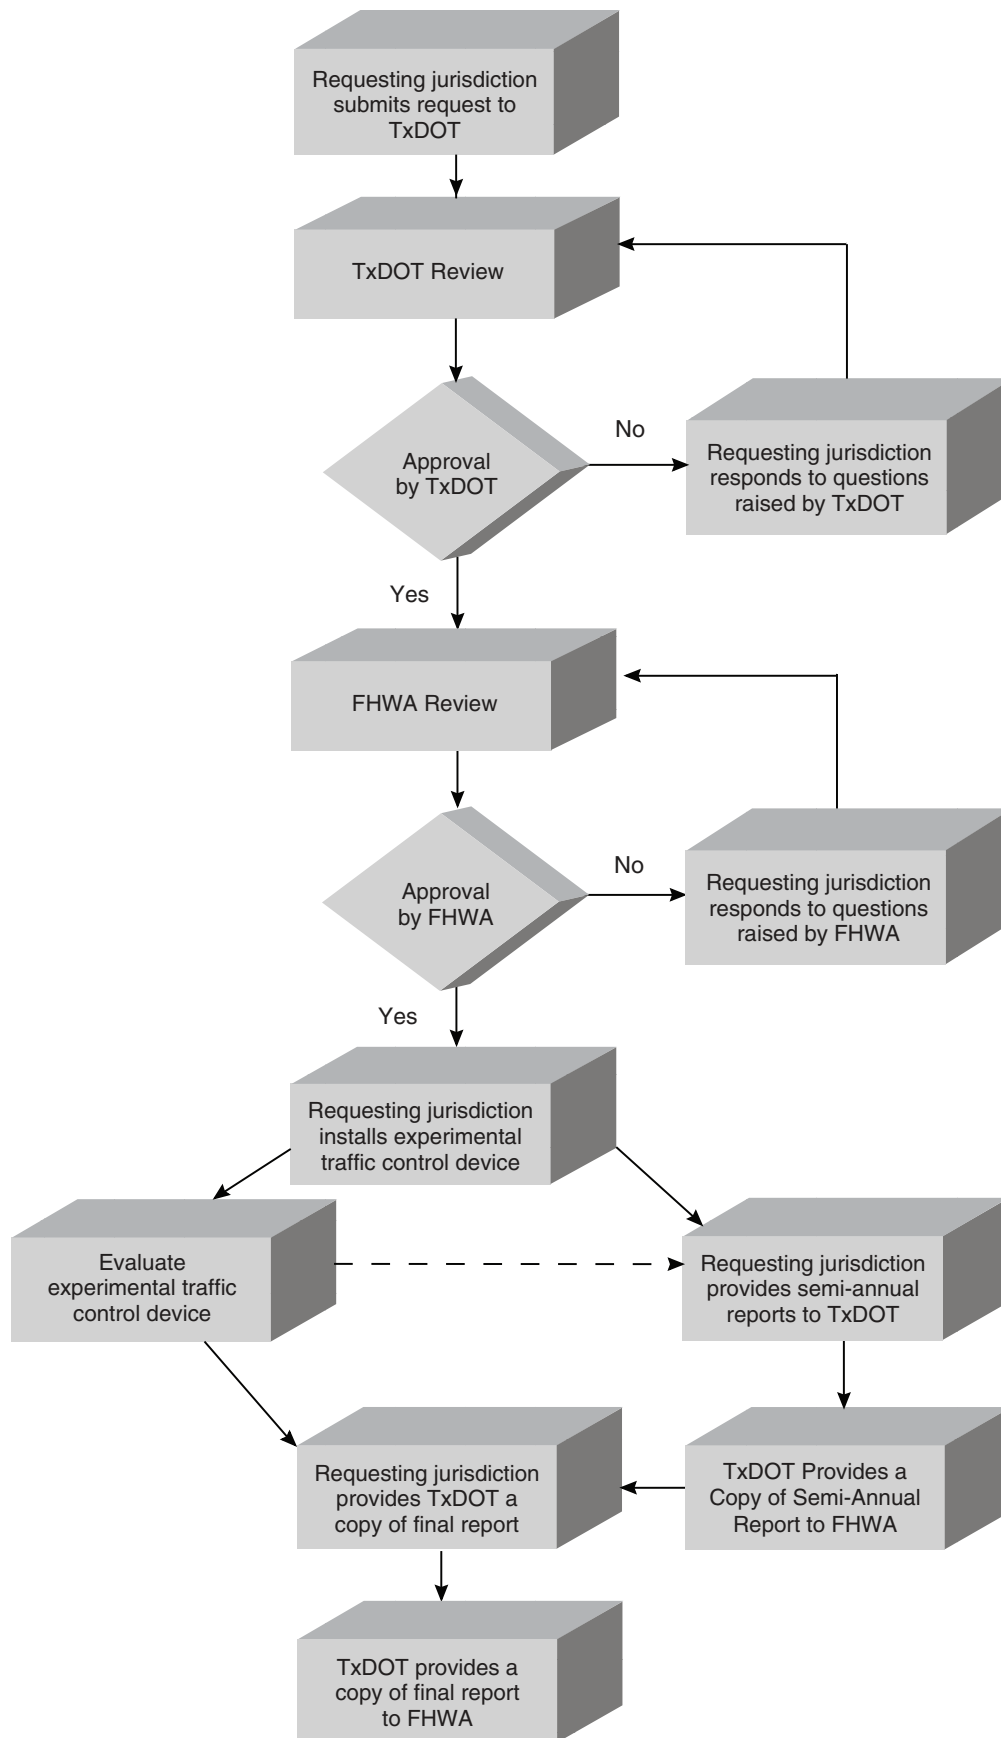 Requesting jurisdiction
submits request to
TxDOT
TxDOT Review
Approval
by TxDOT
No
Requesting jurisdiction
responds to questions
raised by TxDOT
Yes
FHWA Review
Approval
by FHWA
No
Requesting jurisdiction
responds to questions
raised by FHWA
Yes
Requesting jurisdiction
installs experimental
traffic control device
Evaluate
experimental traffic
control device
Requesting jurisdiction
provides semi-annual
reports to TxDOT
Requesting jurisdiction
provides TxDOT a
copy of final report
TxDOT Provides a
Copy of Semi-Annual
Report to FHWA
TxDOT provides a
copy of final report
to FHWA